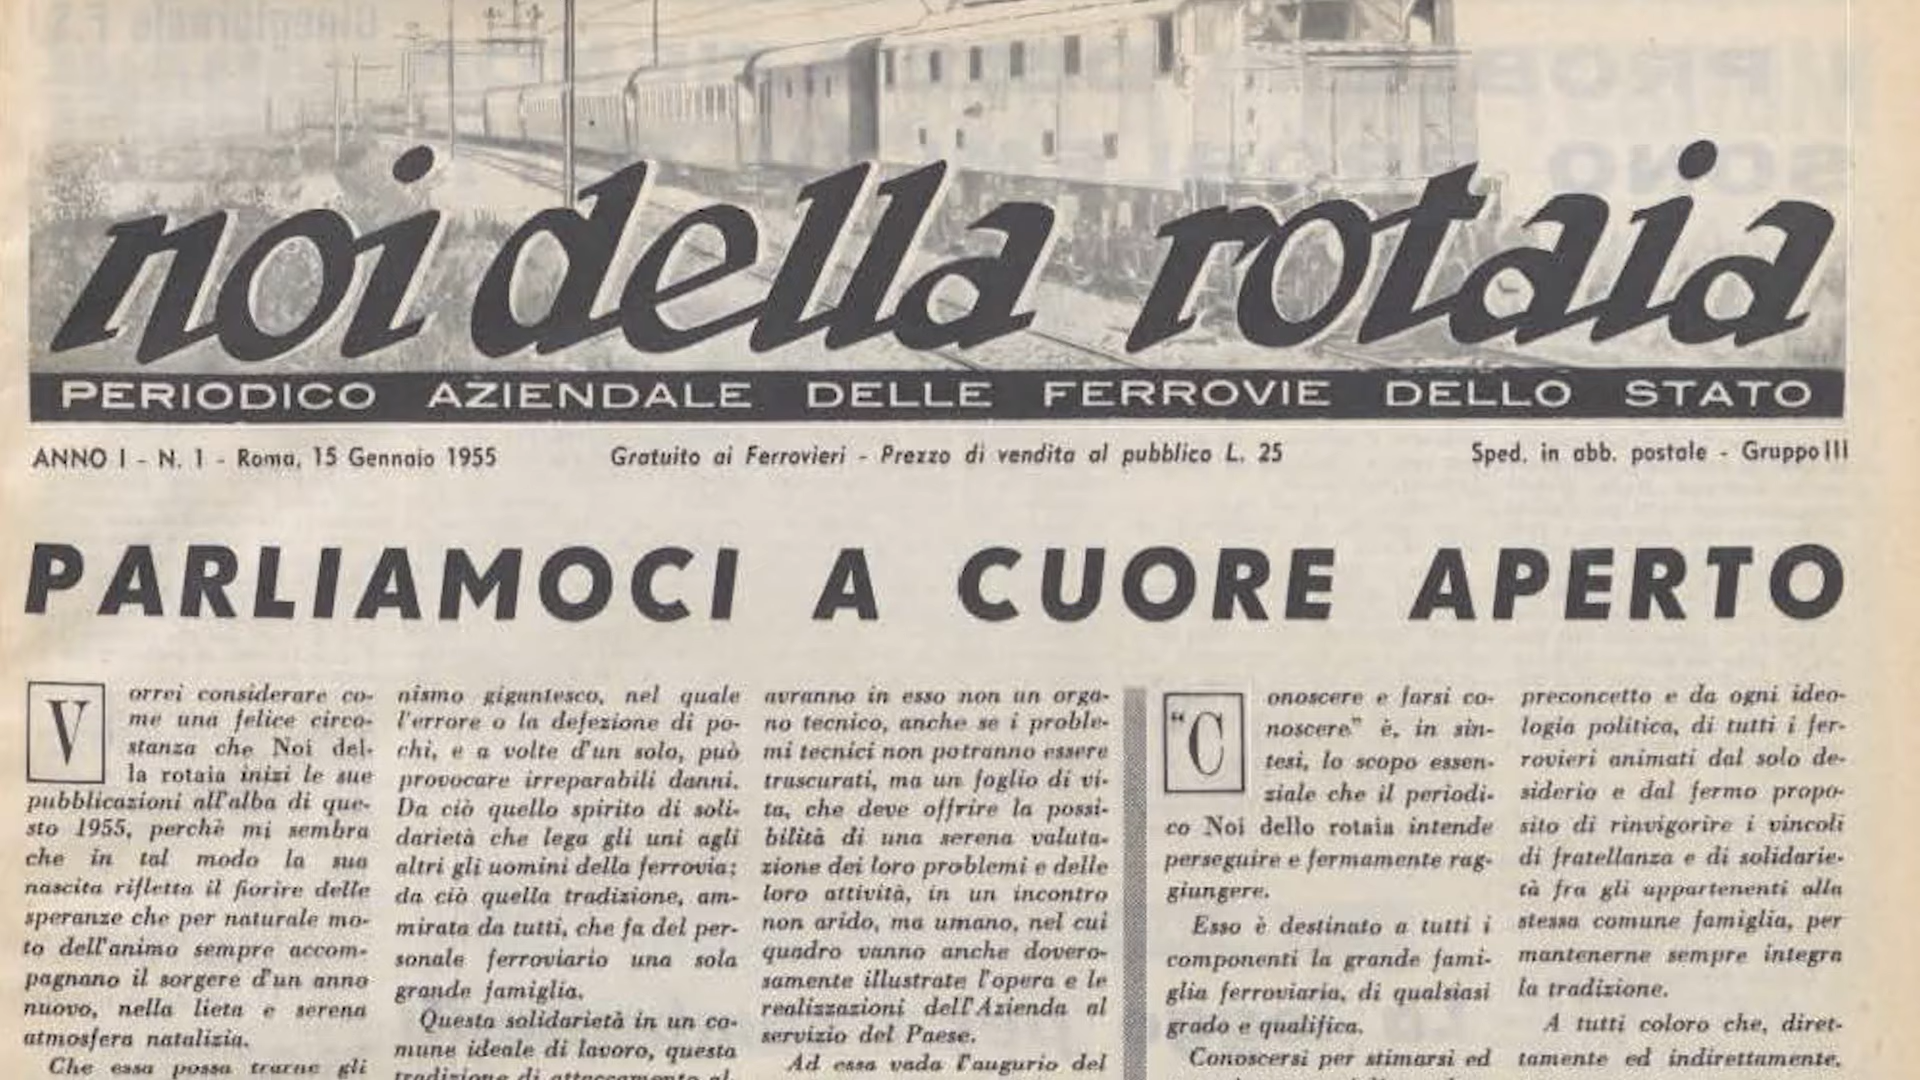 noi della rotaia
PERIODICO AZIENDALE DELLE FERROVIE DELLO STATO
ANNO I - N. 1 - Roma, 15 Gennaio 1955
Gratuito ai Ferrovieri - Prezzo di vendita al pubblico L. 25
Sped. in abb. postale - Gruppo III
PARLIAMOCI A CUORE APERTO
Vorrei considerare co-
me una felice circo-
stanza che Noi del-
la rotaia inizi le sue
pubblicazioni all'alba di que-
sto 1955, perchè mi sembra
che in tal modo la sua
nascita rifletta il fiorire delle
speranze che per naturale mo-
to dell'animo sempre accom-
pagnano il sorgere d'un anno
nuovo, nella lieta e serena
atmosfera natalizia.
Che essa possa trarne gli
nismo gigantesco, nel quale
l'errore o la defezione di po-
chi, e a volte d'un solo, può
provocare irreparabili danni.
Da ciò quello spirito di soli-
darietà che lega gli uni agli
altri gli uomini della ferrovia;
da ciò quella tradizione, am-
mirata da tutti, che fa del per-
sonale ferroviario una sola
grande famiglia.
Questa solidarietà in un co-
mune ideale di lavoro, questa
tradizione di attaccamento al-
avranno in esso non un orga-
no tecnico, anche se i proble-
mi tecnici non potranno essere
trascurati, ma un foglio di vi-
ta, che deve offrire la possi-
bilità di una serena valuta-
zione dei loro problemi e delle
loro attività, in un incontro
non arido, ma umano, nel cui
quadro vanno anche dovero-
samente illustrate l'opera e le
realizzazioni dell'Azienda al
servizio del Paese.
Ad essa vada l'augurio del
"Conoscere e farsi co-
noscere" è, in sin-
tesi, lo scopo essen-
ziale che il periodi-
co Noi dello rotaia intende
perseguire e fermamente rag-
giungere.
Esso è destinato a tutti i
componenti la grande fami-
glia ferroviaria, di qualsiasi
grado e qualifica.
Conoscersi per stimarsi ed
preconcetto e da ogni ideo-
logia politica, di tutti i fer-
rovieri animati dal solo de-
siderio e dal fermo propo-
sito di rinvigorire i vincoli
di fratellanza e di solidarie-
tà fra gli appartenenti alla
stessa comune famiglia, per
mantenerne sempre integra
la tradizione.
A tutti coloro che, diret-
tamente ed indirettamente,